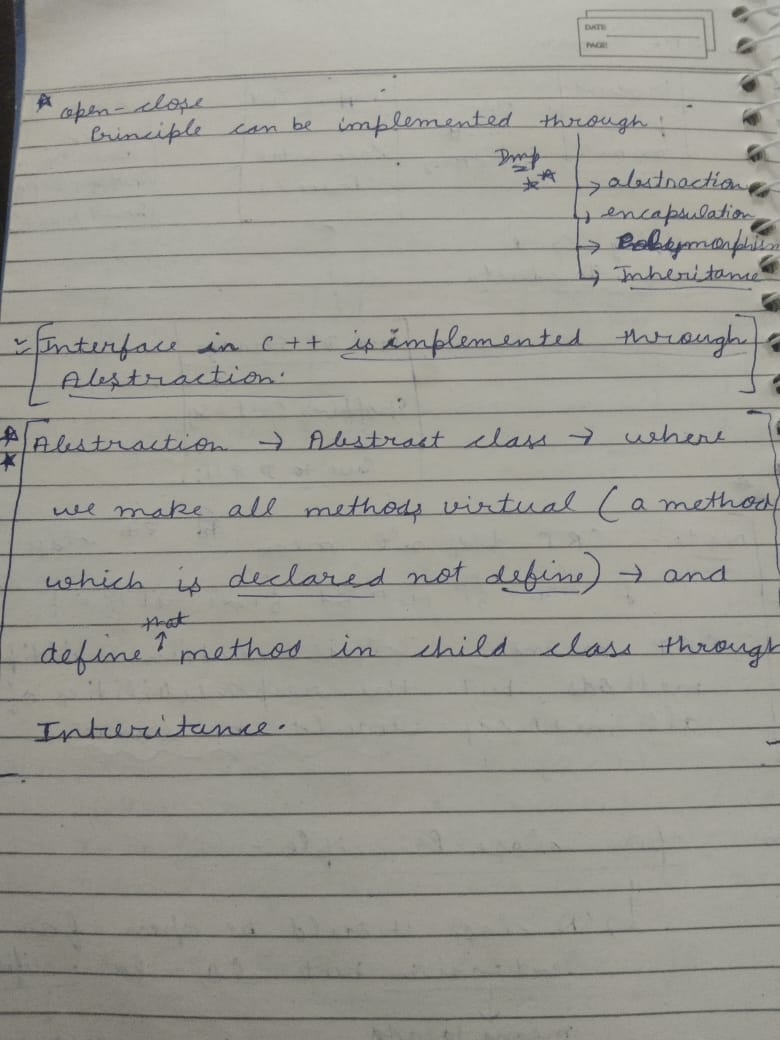 DATE
PAGE
☆ open-close
Principle can be implemented through
Imp
☆☆
→ abstraction
→ encapsulation
→ Polymorphism
→ Inheritance
[Interface in C++ is implemented through
Abstraction.]
☆☆ [Abstraction → Abstract class → where
we make all methods virtual (a method
which is declared not define) → and
that
define ↑ method in child class through
Inheritance.]